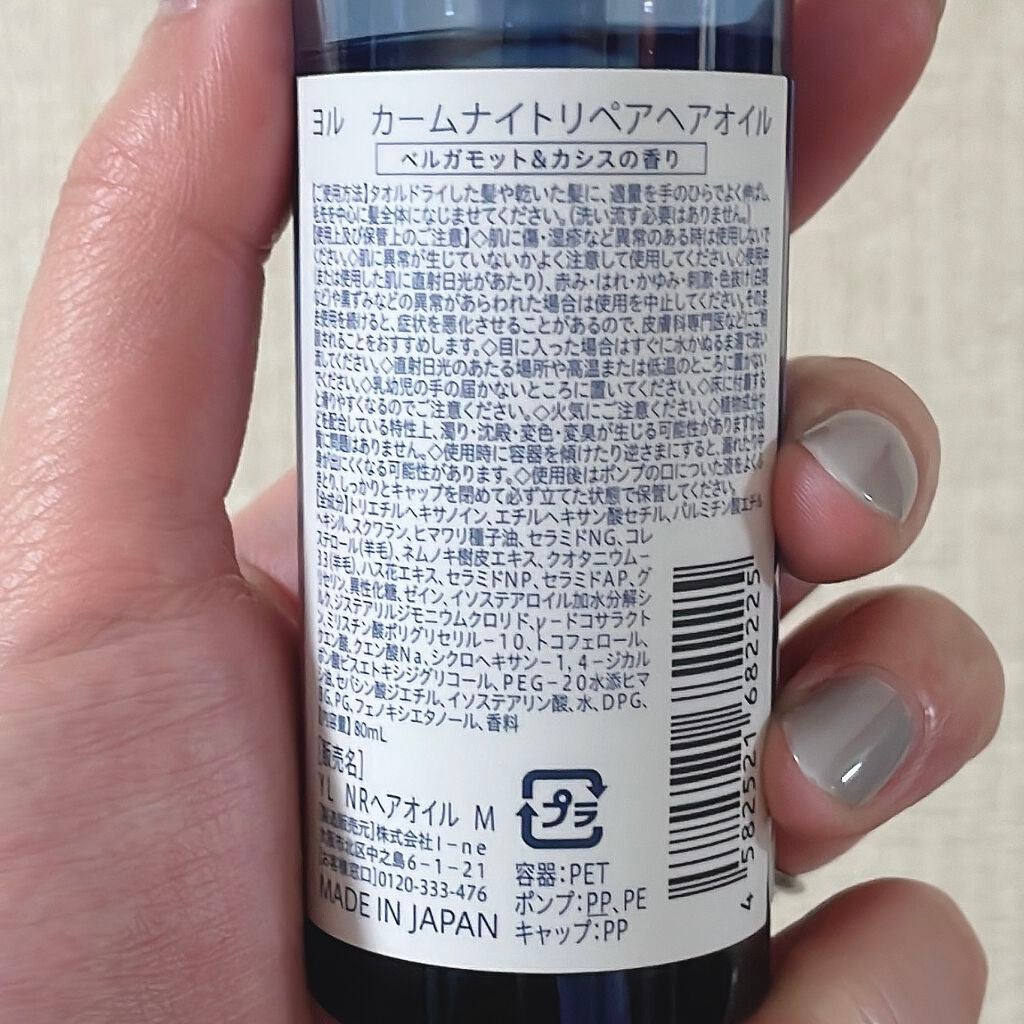 ヨル カームナイトリペアヘアオイル
ベルガモット&カシスの香り
【ご使用方法】タオルドライした髪や乾いた髪に、適量を手のひらでよく伸ばし、
毛先を中心に髪全体になじませてください。(洗い流す必要はありません。)
【使用上及び保管上のご注意】◇肌に傷・湿疹など異常のある時は使用しないで
ください。◇肌に異常が生じていないかよく注意して使用してください。◇使用中
(または使用した肌に直射日光があたり)、赤み・はれ・かゆみ・刺激・色抜け(白斑
など)や黒ずみなどの異常があらわれた場合は使用を中止してください。そのま
ま使用を続けると、症状を悪化させることがあるので、皮膚科専門医などにご相
談されることをおすすめします。◇目に入った場合はすぐに水かぬるま湯で洗い
流してください。◇直射日光のあたる場所や高温または低温のところに置かない
でください。◇乳幼児の手の届かないところに置いてください。◇床に付着する
と滑りやすくなるのでご注意ください。◇火気にご注意ください。◇植物成分な
どを配合している特性上、濁り・沈殿・変色・変臭が生じる可能性がありますが品
質に問題はありません。◇使用時に容器を傾けたり逆さまにすると、漏れたり中
身が出にくくなる可能性があります。◇使用後はポンプの口についた液をよくふ
きとり、しっかりとキャップを閉めて必ず立てた状態で保管してください。
【全成分】トリエチルヘキサノイン、エチルヘキサン酸セチル、パルミチン酸エチル
ヘキシル、スクワラン、ヒマワリ種子油、セラミドNG、コレ
ステロール(羊毛)、ネムノキ樹皮エキス、クオタニウム－
33(羊毛)、ハス花エキス、セラミドNP、セラミドAP、グ
リセリン、異性化糖、ゼイン、イソステアロイル加水分解シ
ルク、ジステアリルジモニウムクロリド、γ－ドコサラクト
ン、ミリスチン酸ポリグリセリル－10、トコフェロール、
クエン酸、クエン酸Na、シクロヘキサン－1,4－ジカル
ボン酸ビスエトキシジグリコール、PEG－20水添ヒマ
シ油、セバシン酸ジエチル、イソステアリン酸、水、DPG、
BG、PG、フェノキシエタノール、香料
【内容量】80mL
[販売名]
YL NRヘアオイル M
[製造販売元]株式会社I-ne
大阪市北区中之島6-1-21
[お客様窓口]0120-333-476
MADE IN JAPAN
プラ
容器:PET
ポンプ:PP、PE
キャップ:PP
4 582521 682225